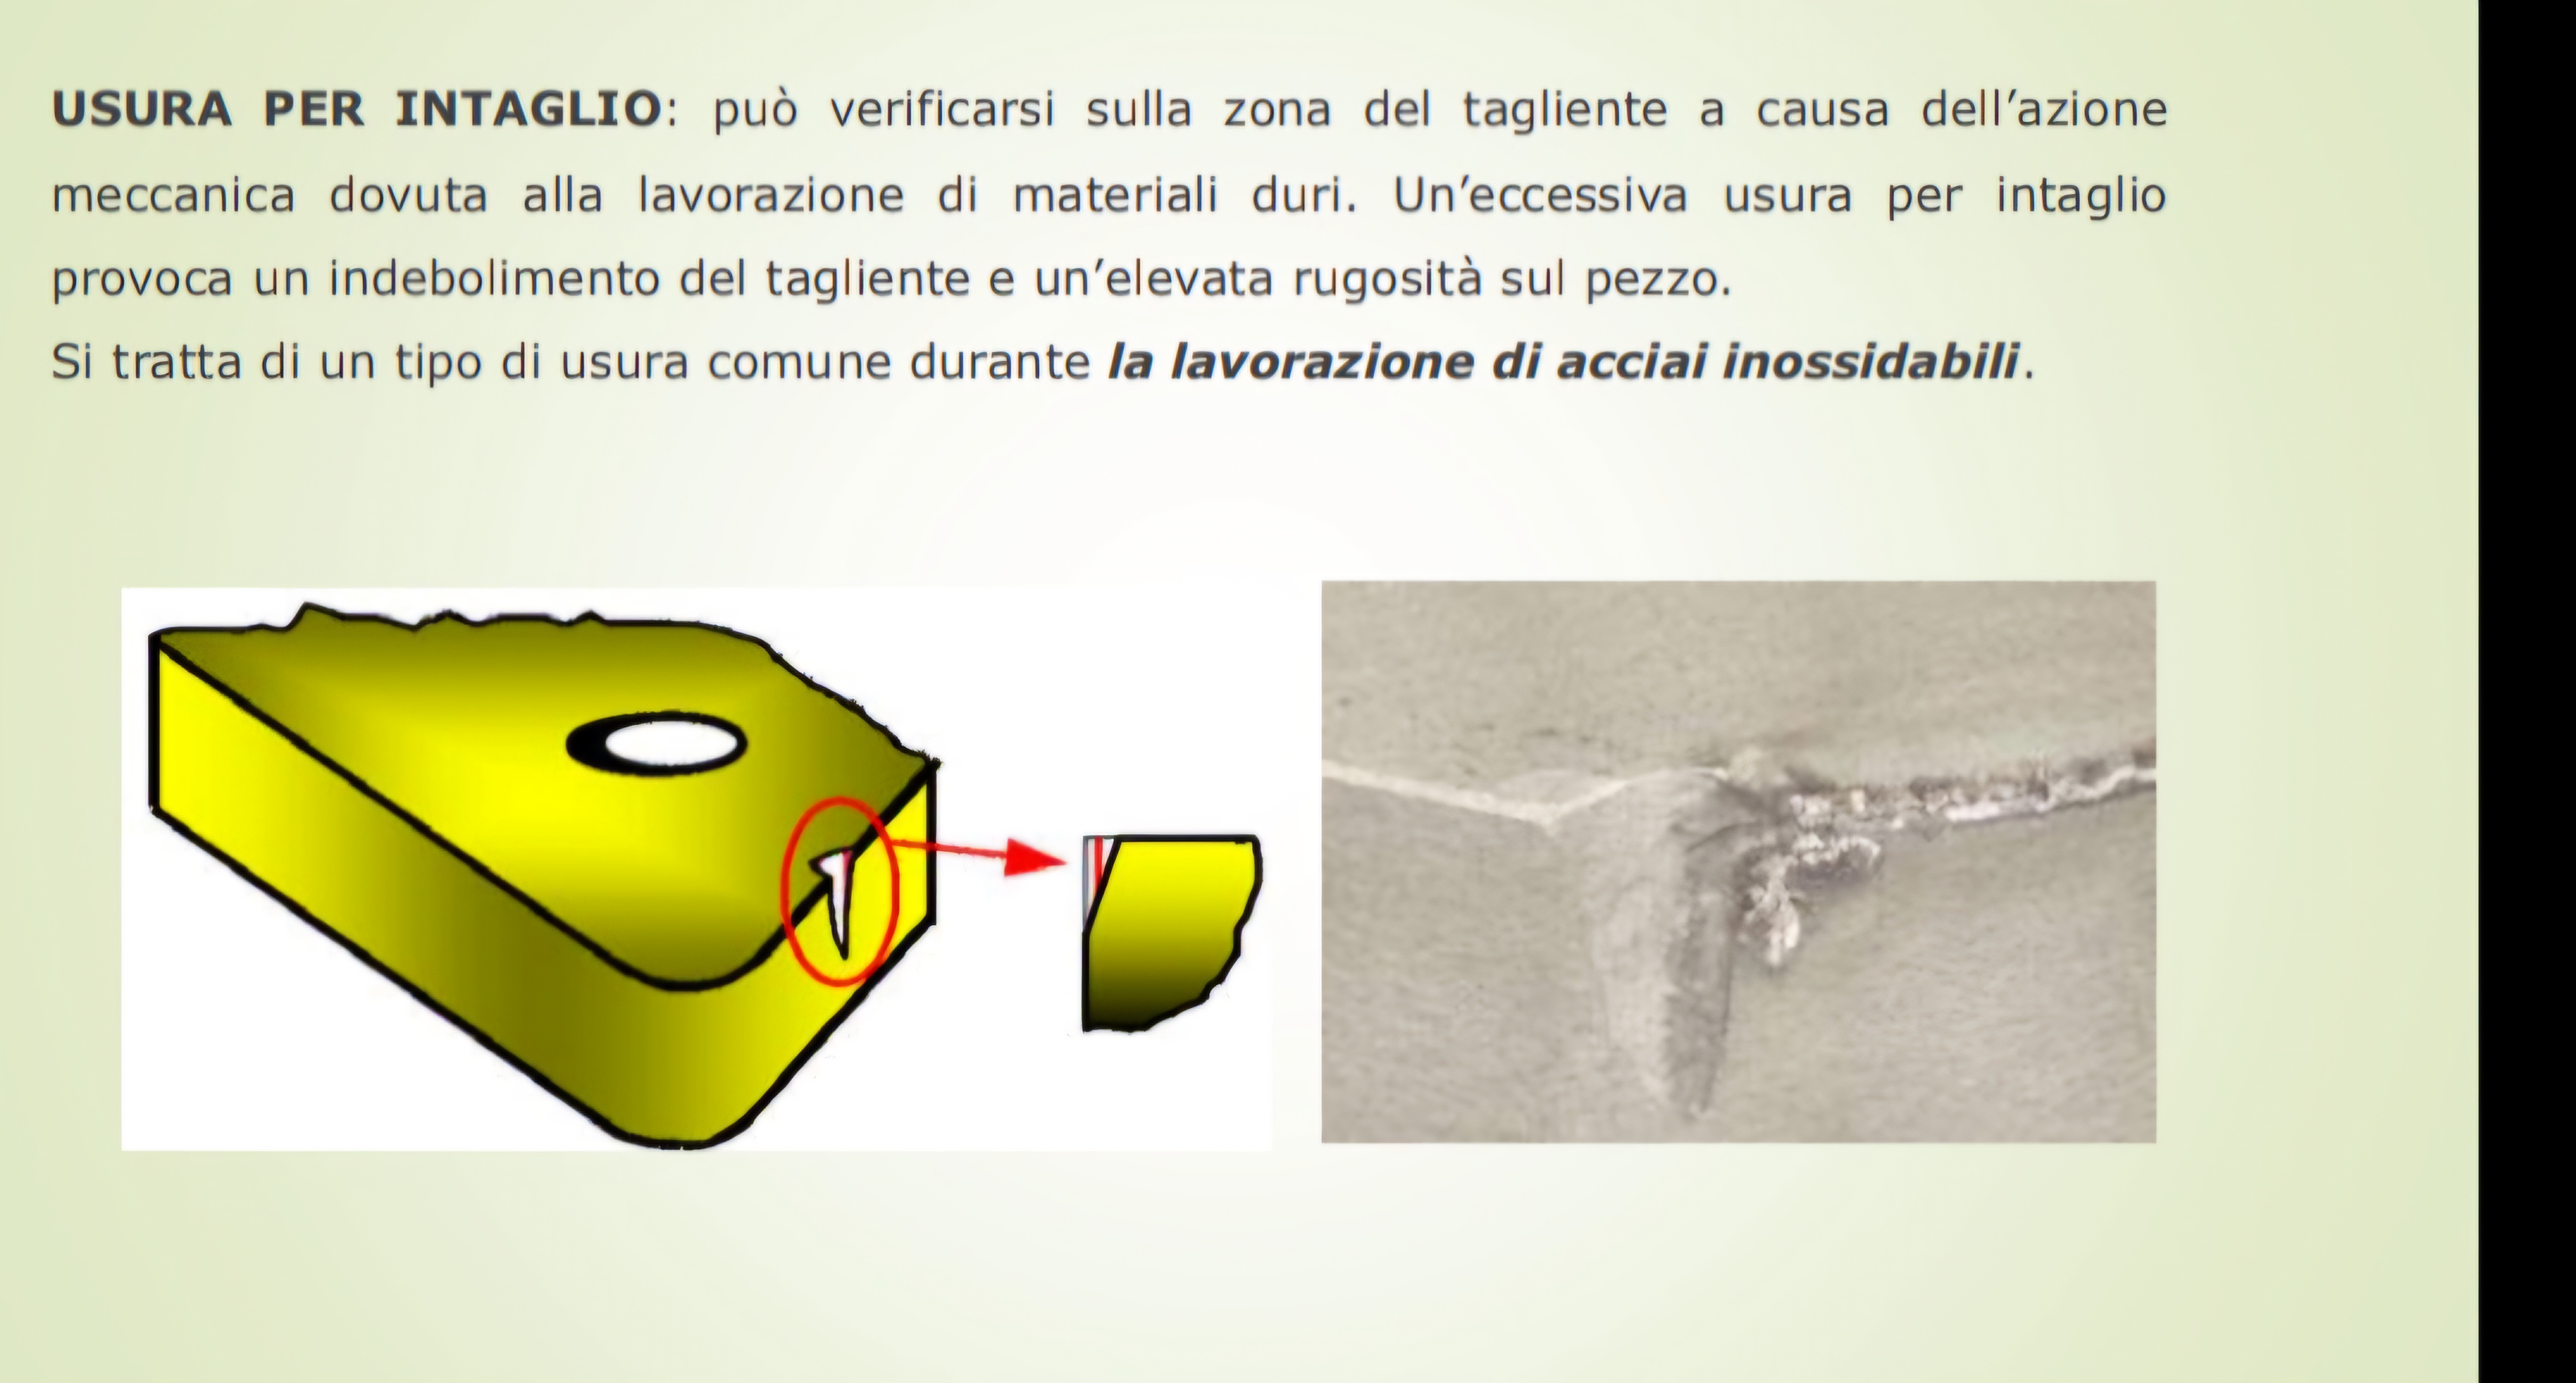 USURA PER INTAGLIO: può verificarsi sulla zona del tagliente a causa dell’azione
meccanica dovuta alla lavorazione di materiali duri. Un’eccessiva usura per intaglio
provoca un indebolimento del tagliente e un’elevata rugosità sul pezzo.
Si tratta di un tipo di usura comune durante la lavorazione di acciai inossidabili.